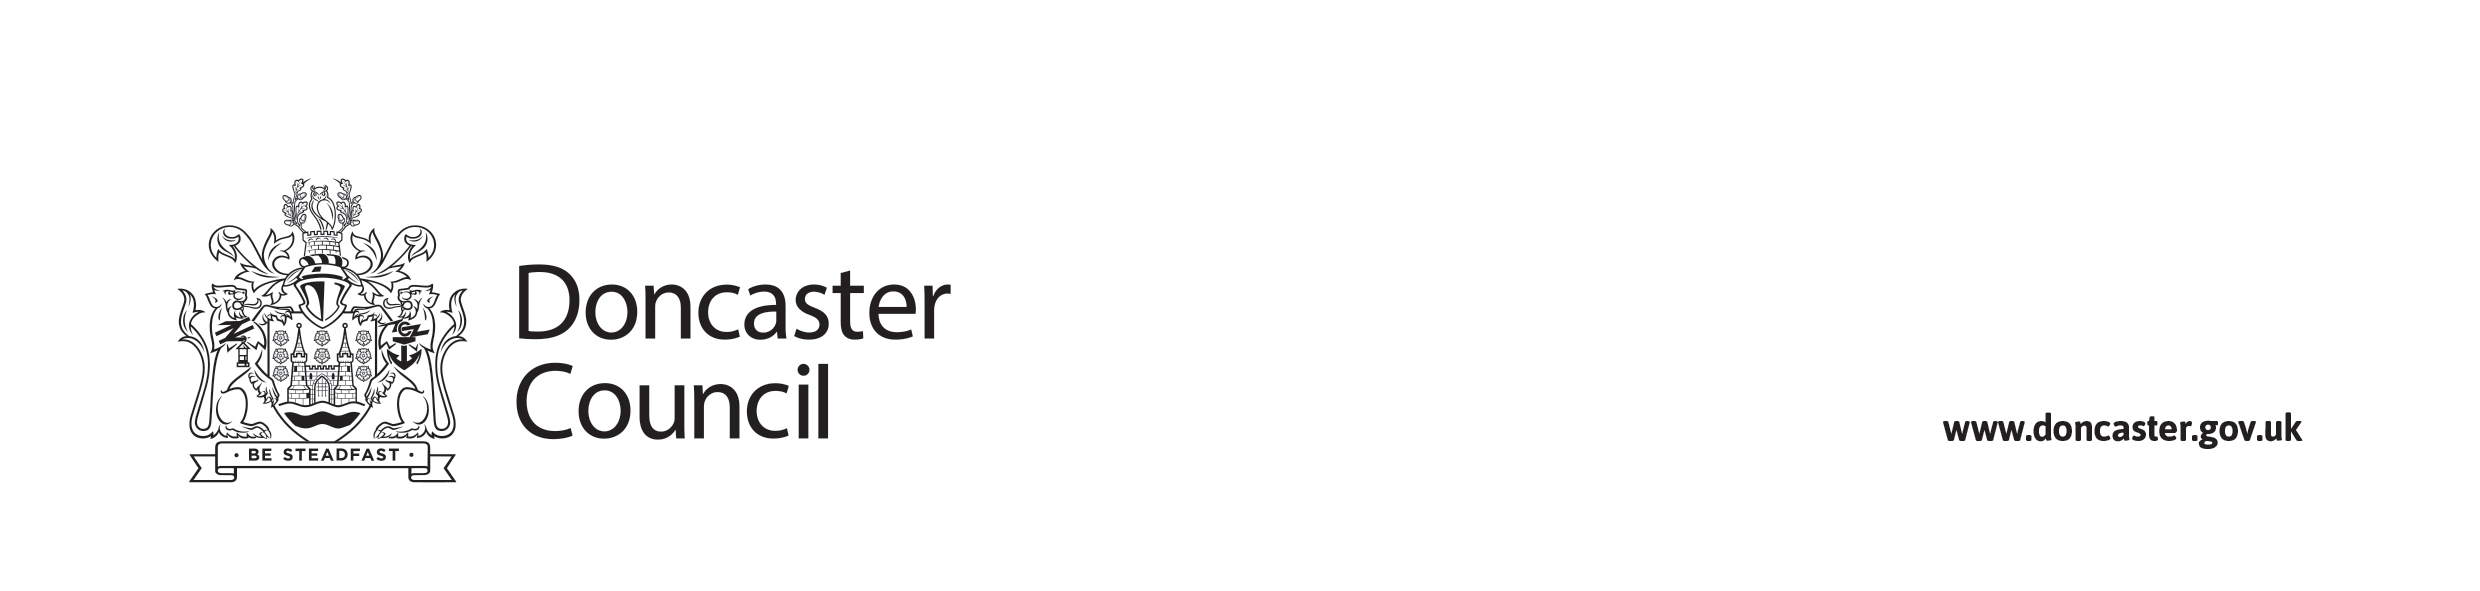 Doncaster
Council
www.doncaster.gov.uk
· BE STEADFAST ·